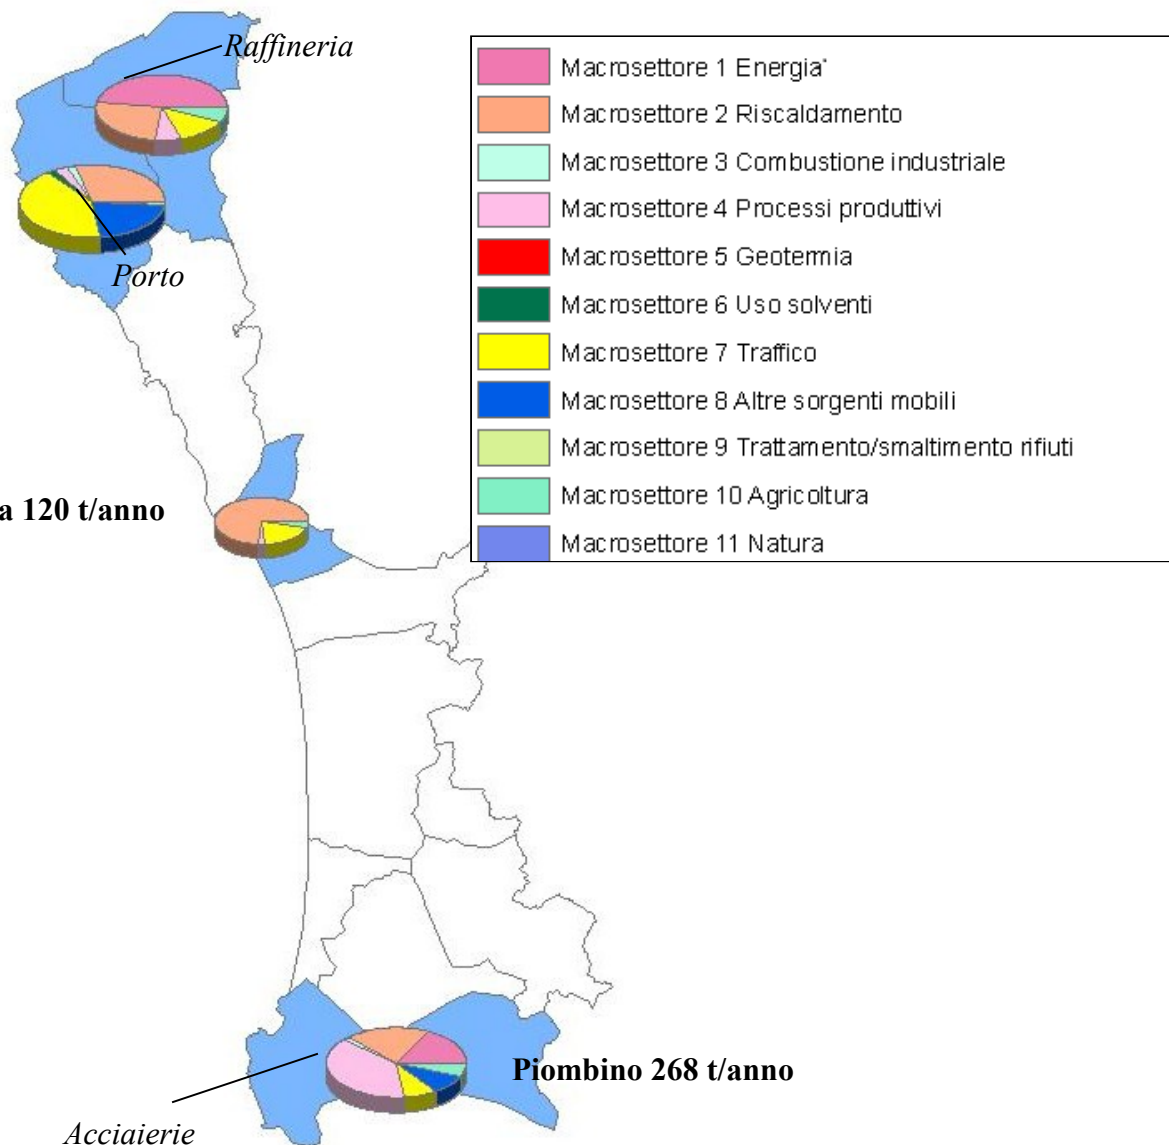 Raffineria
Macrosettore 1 Energia*
Macrosettore 2 Riscaldamento
Macrosettore 3 Combustione industriale
Macrosettore 4 Processi produttivi
Macrosettore 5 Geotermia
Macrosettore 6 Uso solventi
Macrosettore 7 Traffico
Macrosettore 8 Altre sorgenti mobili
Macrosettore 9 Trattamento/smaltimento rifiuti
Macrosettore 10 Agricoltura
Macrosettore 11 Natura
Porto
a 120 t/anno
Piombino 268 t/anno
Acciaierie